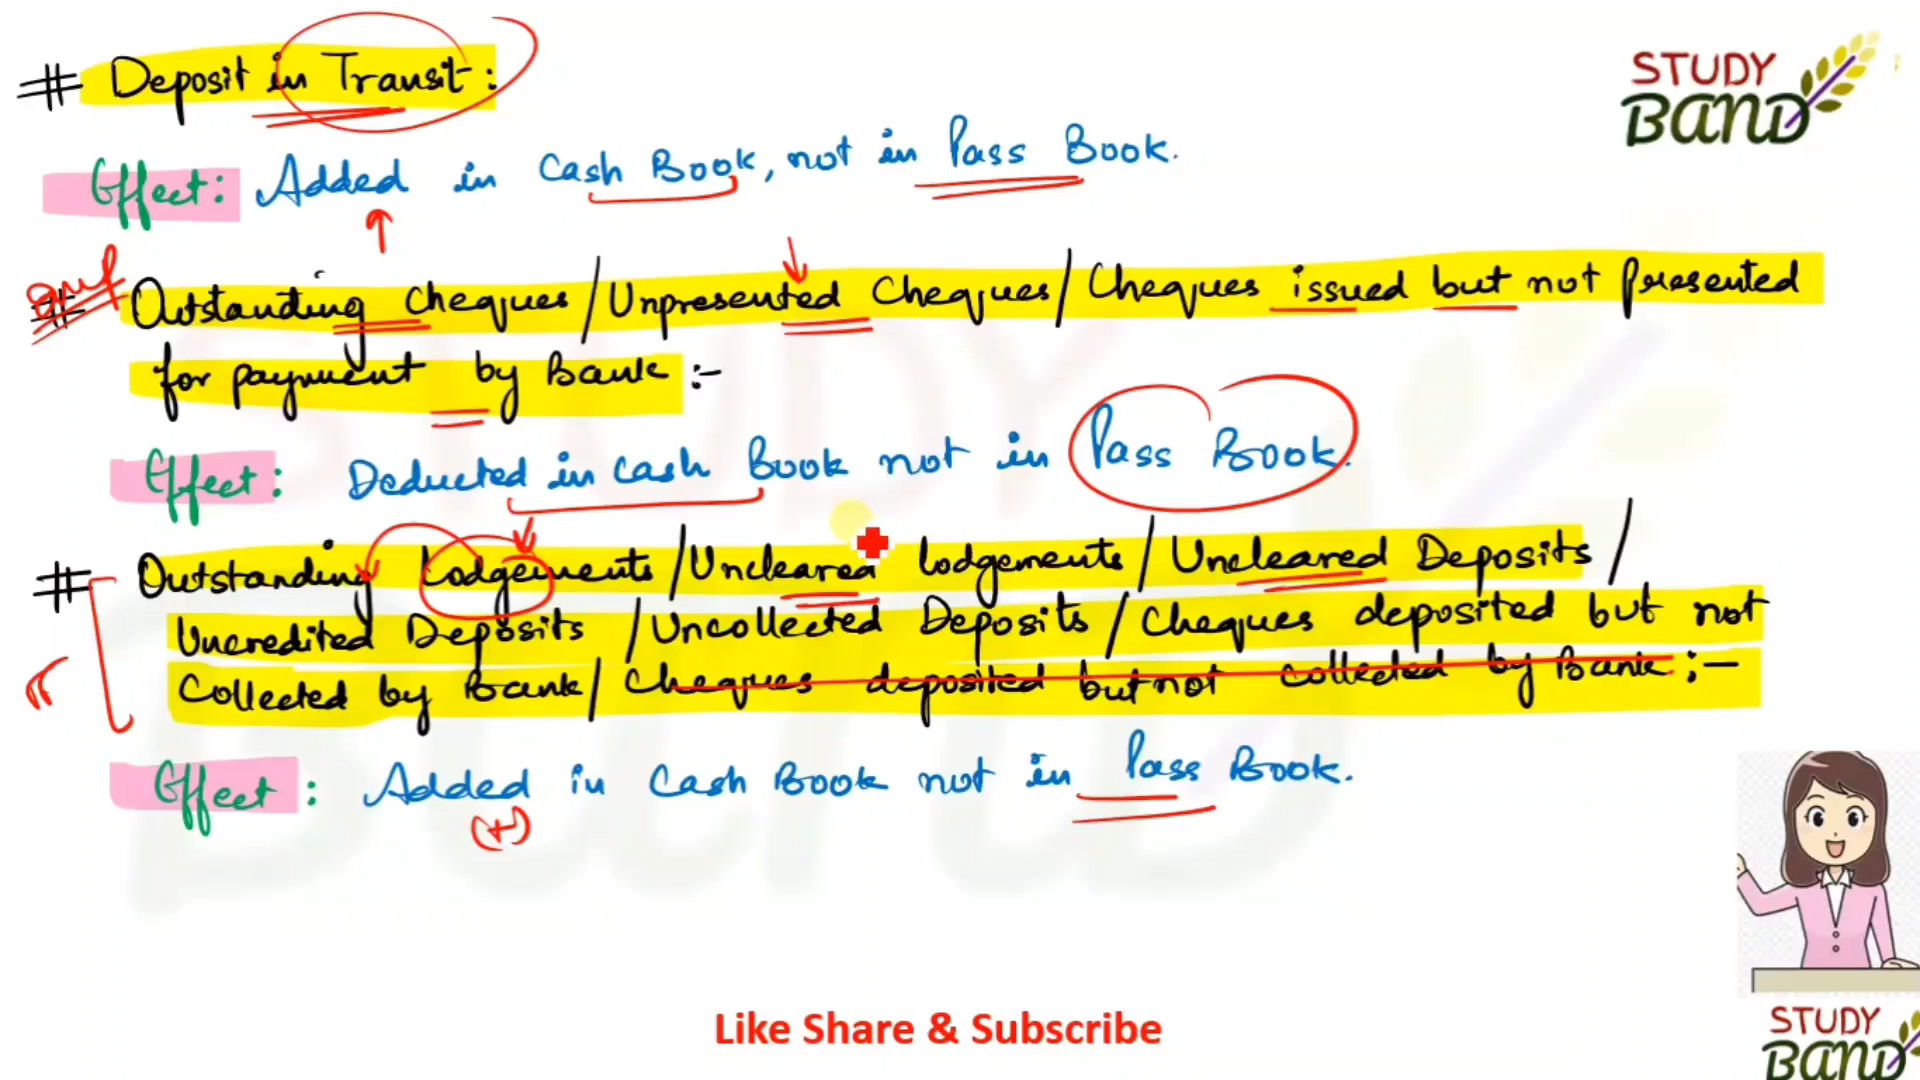 # Deposit in Transit:
Effect: Added in Cash Book, not in Pass Book.
# Outstanding Cheques/Unpresented Cheques/Cheques issued but not Presented
for payment by Bank :-
Effect: Deducted in cash Book not in Pass Book.
# Outstanding Lodgements/Uncleared lodgements/Uncleared Deposits/
Uncredited Deposits/Uncollected Deposits/Cheques deposited but not
Collected by Bank/Cheques deposited but not collected by Bank :-
Effect: Added in Cash Book not in Pass Book.
(+)
Like Share & Subscribe
STUDY
BAND
STUDY
BAND